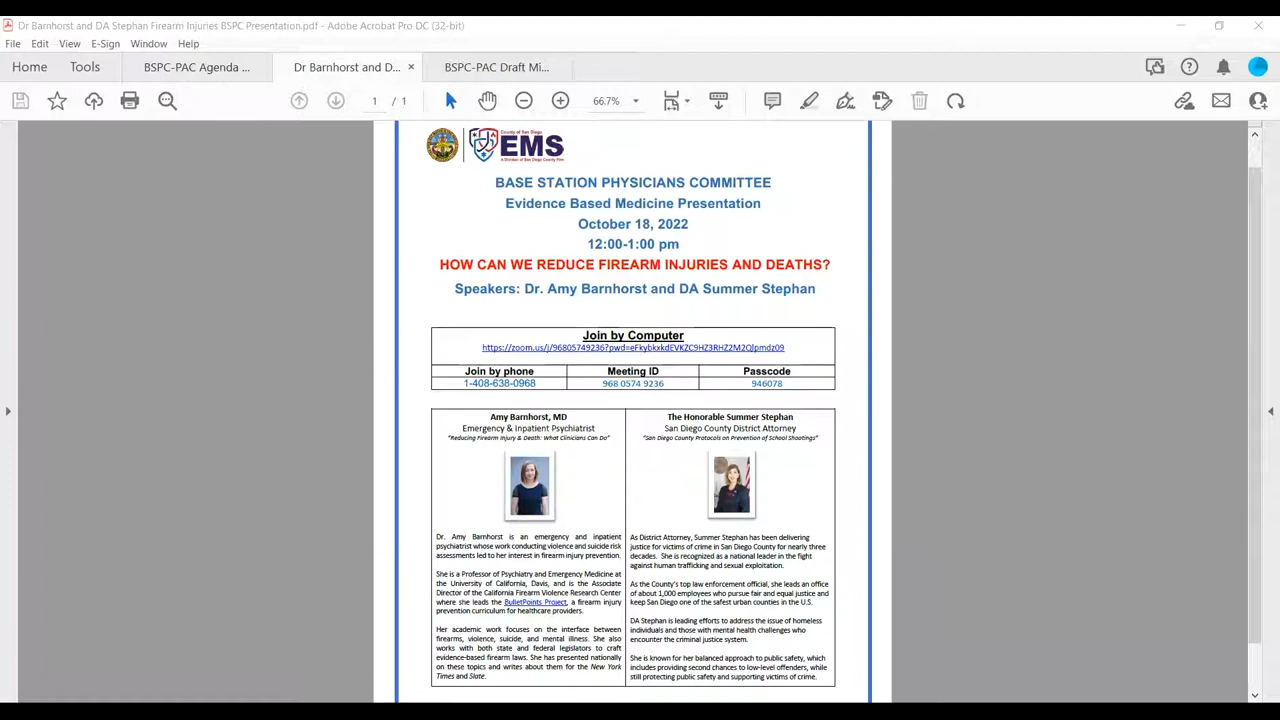 Dr Barnhorst and DA Stephan Firearm Injuries BSPC Presentation.pdf - Adobe Acrobat Pro DC (32-bit)
File Edit View E-Sign Window Help
Home Tools BSPC-PAC Agenda ... Dr Barnhorst and D... × BSPC-PAC Draft Mi...
1 / 1 66.7%
County of San Diego
EMS
A Division of San Diego County Fire
BASE STATION PHYSICIANS COMMITTEE
Evidence Based Medicine Presentation
October 18, 2022
12:00-1:00 pm
HOW CAN WE REDUCE FIREARM INJURIES AND DEATHS?
Speakers: Dr. Amy Barnhorst and DA Summer Stephan
Join by Computer
Join by phone Meeting ID Passcode
1-408-638-0968 968 0574 9236 946078
Amy Barnhorst, MD
Emergency & Inpatient Psychiatrist
"Reducing Firearm Injury & Death: What Clinicians Can Do"
The Honorable Summer Stephan
San Diego County District Attorney
"San Diego County Protocols on Prevention of School Shootings"
Dr. Amy Barnhorst is an emergency and inpatient
psychiatrist whose work conducting violence and suicide risk
assessments led to her interest in firearm injury prevention.
She is a Professor of Psychiatry and Emergency Medicine at
the University of California, Davis, and is the Associate
Director of the California Firearm Violence Research Center
where she leads the BulletPoints Project, a firearm injury
prevention curriculum for healthcare providers.
Her academic work focuses on the interface between
firearms, violence, suicide, and mental illness. She also
works with both state and federal legislators to craft
evidence-based firearm laws. She has presented nationally
on these topics and writes about them for the New York
Times and Slate.
As District Attorney, Summer Stephan has been delivering
justice for victims of crime in San Diego County for nearly three
decades. She is recognized as a national leader in the fight
against human trafficking and sexual exploitation.
As the County's top law enforcement official, she leads an office
of about 1,000 employees who pursue fair and equal justice and
keep San Diego one of the safest urban counties in the U.S.
DA Stephan is leading efforts to address the issue of homeless
individuals and those with mental health challenges who
encounter the criminal justice system.
She is known for her balanced approach to public safety, which
includes providing second chances to low-level offenders, while
still protecting public safety and supporting victims of crime.